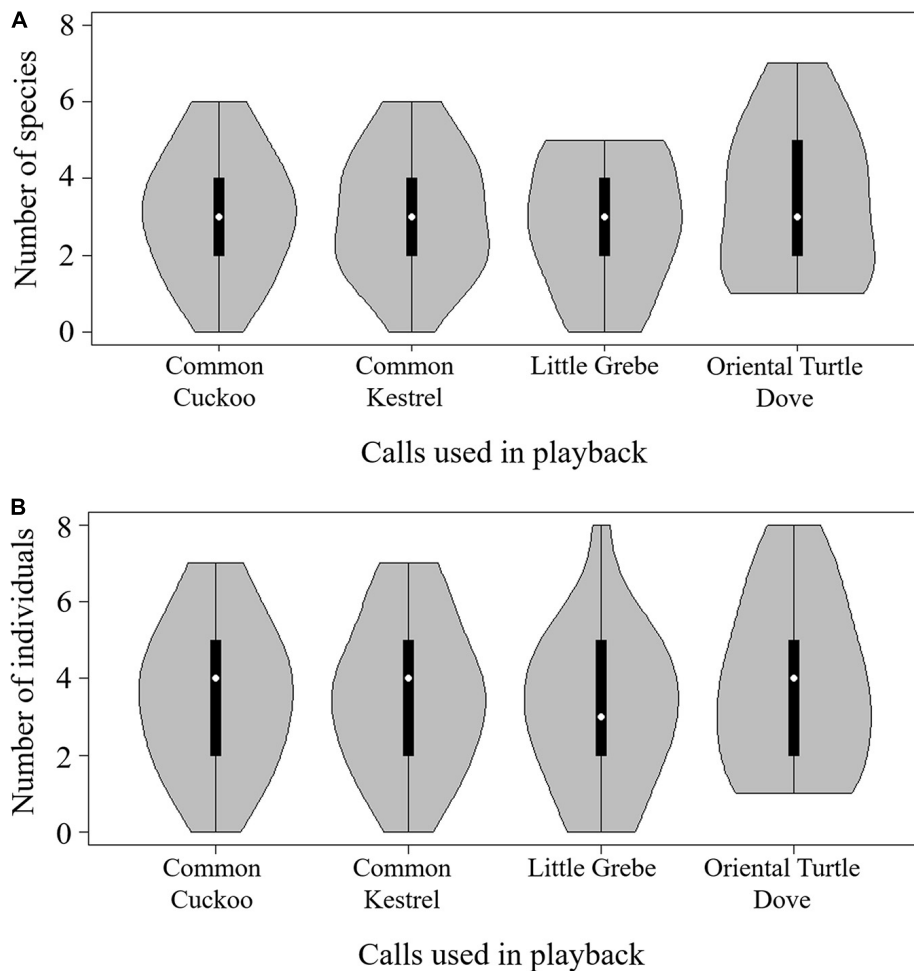 A
Number of species
8
6
4
2
0
Common
Cuckoo
Common
Kestrel
Little Grebe
Oriental Turtle
Dove
Calls used in playback
B
Number of individuals
8
6
4
2
0
Common
Cuckoo
Common
Kestrel
Little Grebe
Oriental Turtle
Dove
Calls used in playback